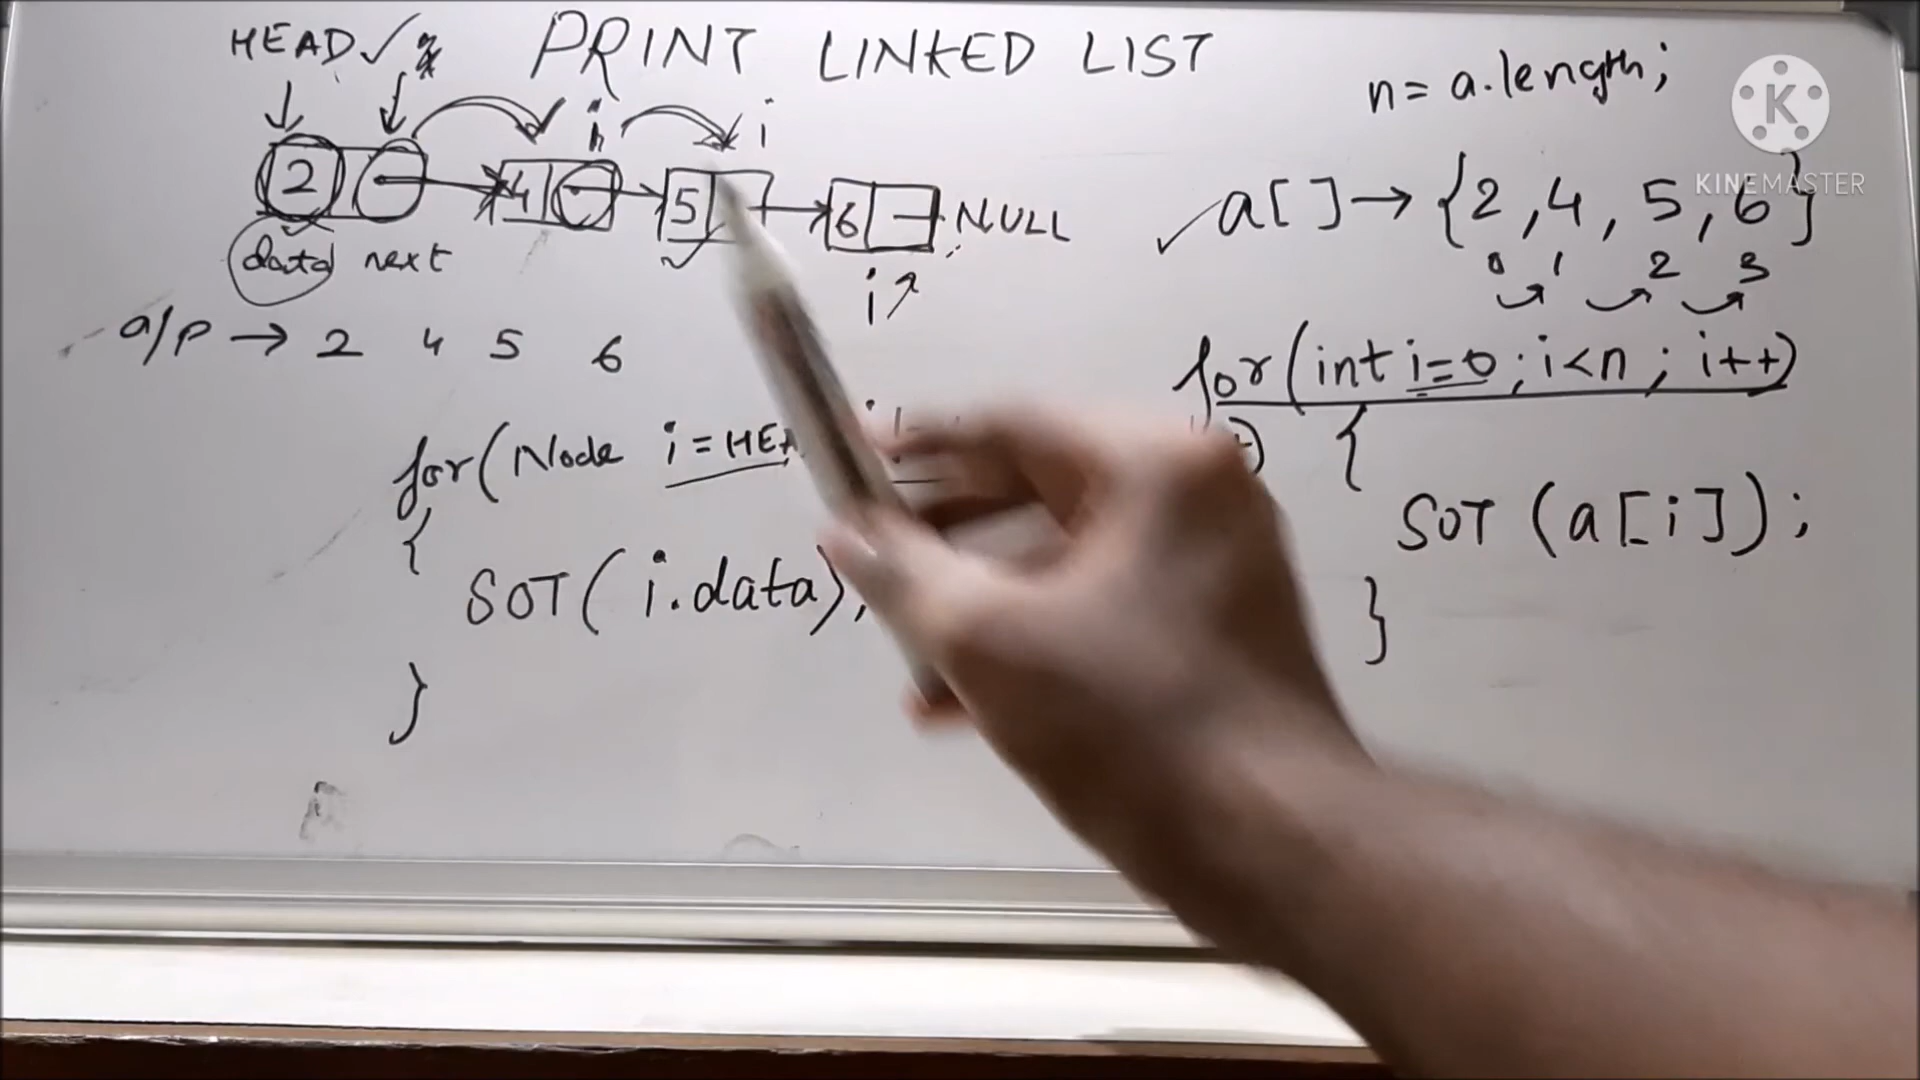 HEAD PRINT LINKED LIST
n = a.length;
i i
2 4 5 6 NULL
data next
i
a[] → {2, 4, 5, 6}
0 1 2 3
o/p → 2 4 5 6
for(int i=0; i<n; i++)
{
SOT (a[i]);
}
for(Node i=HEA
{
SOT( i.data),
}
K
KINEMASTER